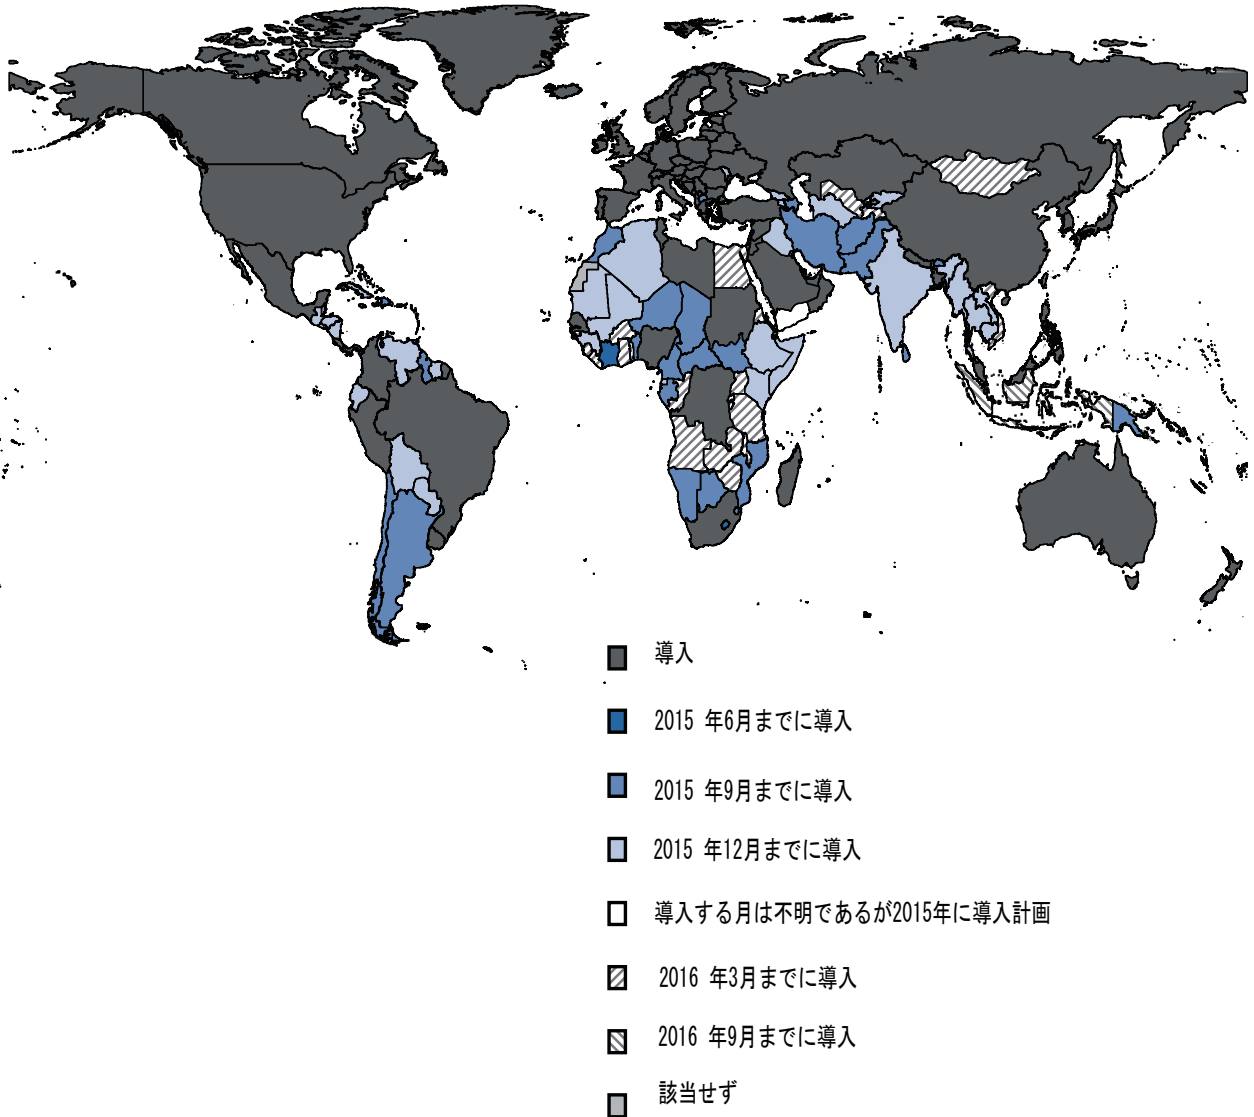 導入
2015 年6月までに導入
2015 年9月までに導入
2015 年12月までに導入
導入する月は不明であるが2015年に導入計画
2016 年3月までに導入
2016 年9月までに導入
該当せず